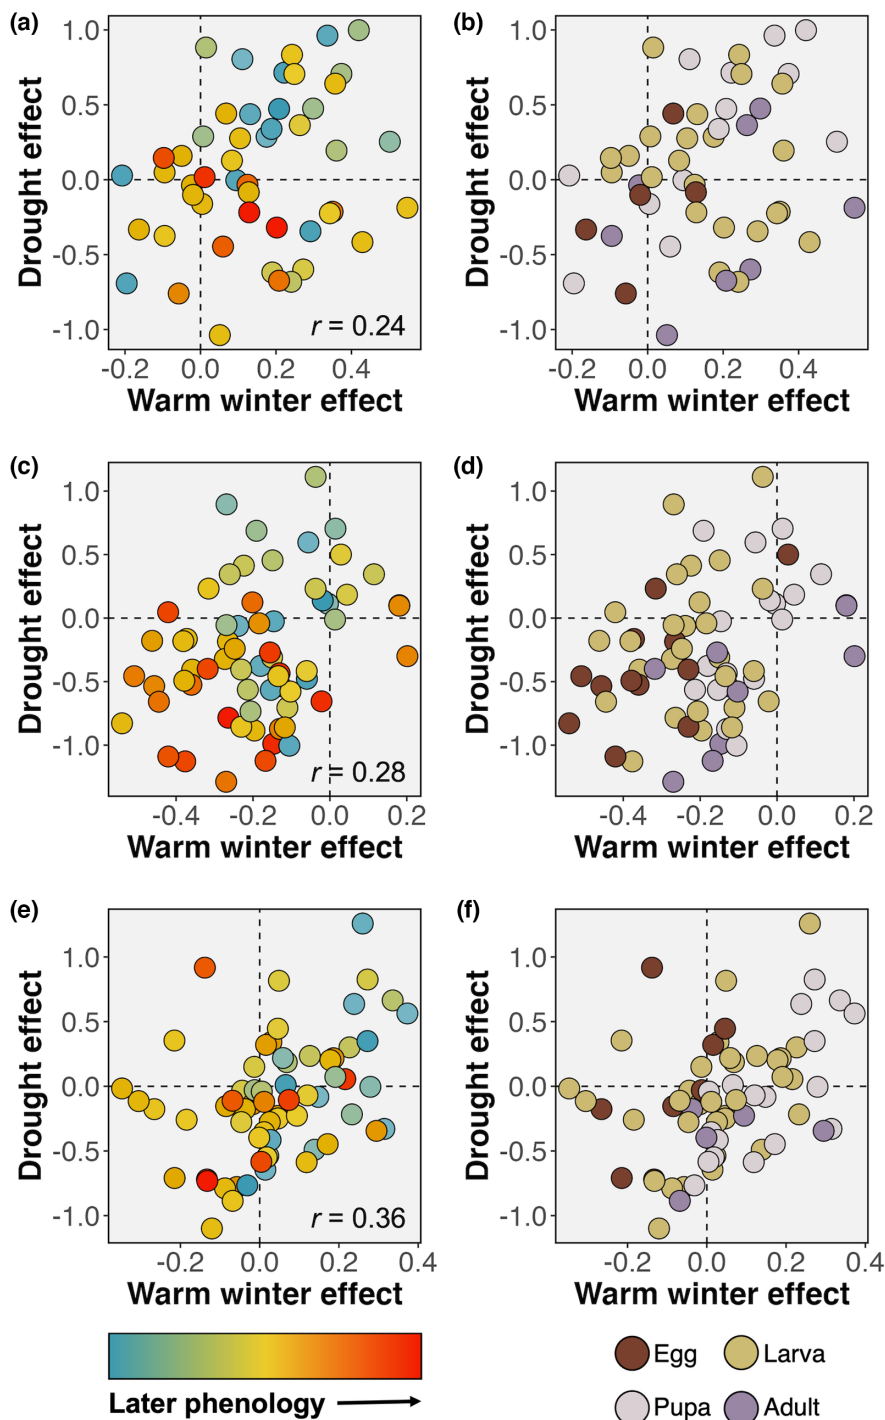 (a)
(b)
Drought effect
1.0
0.5
0.0
-0.5
-1.0
r = 0.24
-0.2
0.0
0.2
0.4
Warm winter effect
Drought effect
1.0
0.5
0.0
-0.5
-1.0
-0.2
0.0
0.2
0.4
Warm winter effect
(c)
(d)
Drought effect
1.0
0.5
0.0
-0.5
-1.0
r = 0.28
-0.4
-0.2
0.0
0.2
Warm winter effect
Drought effect
1.0
0.5
0.0
-0.5
-1.0
-0.4
-0.2
0.0
0.2
Warm winter effect
(e)
(f)
Drought effect
1.0
0.5
0.0
-0.5
-1.0
r = 0.36
-0.2
0.0
0.2
0.4
Warm winter effect
Drought effect
1.0
0.5
0.0
-0.5
-1.0
-0.2
0.0
0.2
0.4
Warm winter effect
Later phenology
Egg
Larva
Pupa
Adult